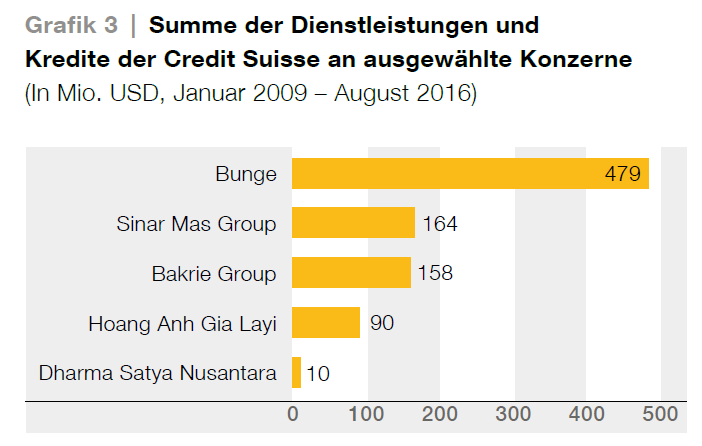 Grafik 3 | Summe der Dienstleistungen und
Kredite der Credit Suisse an ausgewählte Konzerne
(In Mio. USD, Januar 2009 – August 2016)
Bunge 479
Sinar Mas Group 164
Bakrie Group 158
Hoang Anh Gia Layi 90
Dharma Satya Nusantara 10
0 100 200 300 400 500